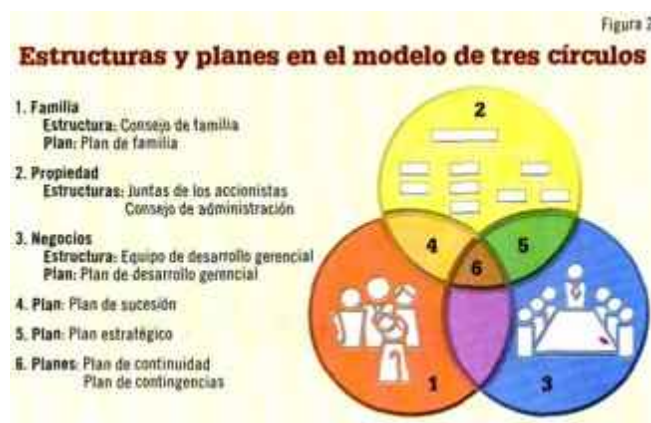 Figura 2
Estructuras y planes en el modelo de tres círculos
1. Familia
Estructura: Consejo de familia
Plan: Plan de familia
2. Propiedad
Estructuras: Juntas de los accionistas
Consejo de administración
3. Negocios
Estructura: Equipo de desarrollo gerencial
Plan: Plan de desarrollo gerencial
4. Plan: Plan de sucesión
5. Plan: Plan estratégico
6. Planes: Plan de continuidad
Plan de contingencias
2
4
5
6
1
3